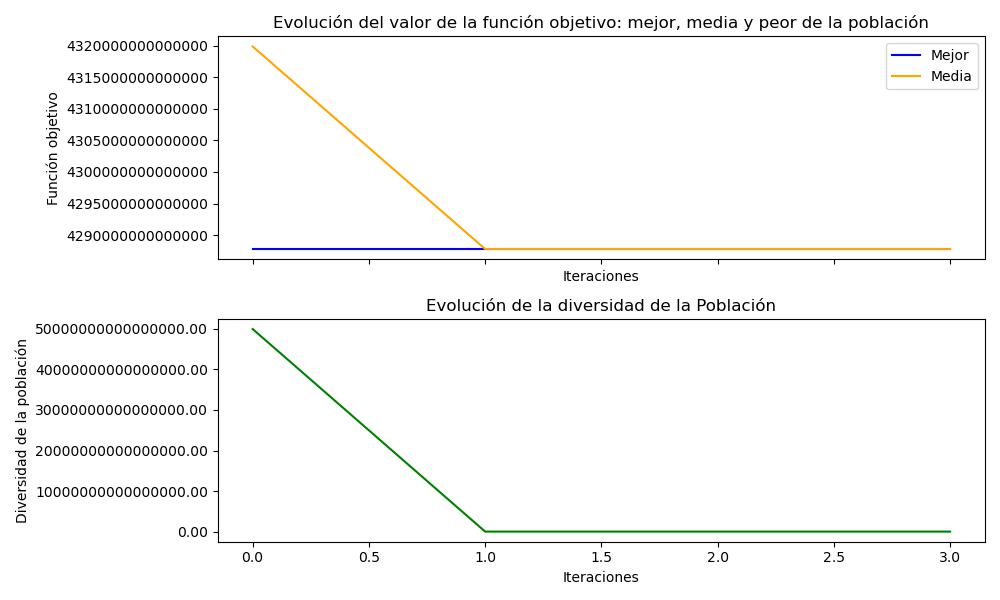 Evolución del valor de la función objetivo: mejor, media y peor de la población
Función objetivo
4320000000000000
4315000000000000
4310000000000000
4305000000000000
4300000000000000
4295000000000000
4290000000000000
Mejor
Media
Iteraciones
Evolución de la diversidad de la Población
Diversidad de la población
50000000000000000.00
40000000000000000.00
30000000000000000.00
20000000000000000.00
10000000000000000.00
0.00
0.0 0.5 1.0 1.5 2.0 2.5 3.0
Iteraciones